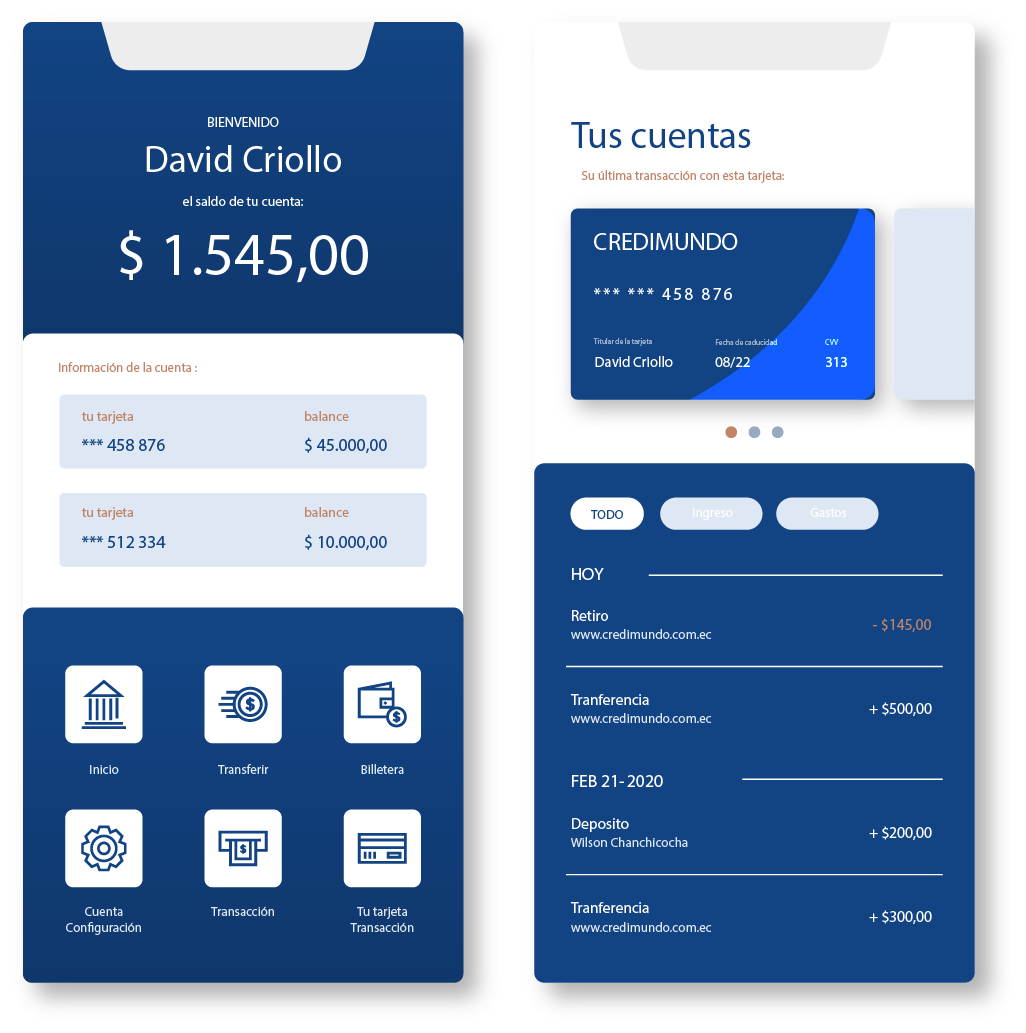 BIENVENIDO
David Criollo
el saldo de tu cuenta:
$ 1.545,00
Información de la cuenta :
tu tarjeta balance
*** 458 876 $ 45.000,00
tu tarjeta balance
*** 512 334 $ 10.000,00
$
$
$
Inicio Transferir Billetera
Cuenta
Configuración
Transacción
Tu tarjeta
Transacción
Tus cuentas
Su última transacción con esta tarjeta:
CREDIMUNDO
*** *** 458 876
Titular de la tarjeta Fecha de caducidad CVV
David Criollo 08/22 313
TODO Ingreso Gastos
HOY
Retiro
www.credimundo.com.ec
- $145,00
Tranferencia
www.credimundo.com.ec
+ $500,00
FEB 21-2020
Deposito
Wilson Chanchicocha
+ $200,00
Tranferencia
www.credimundo.com.ec
+ $300,00